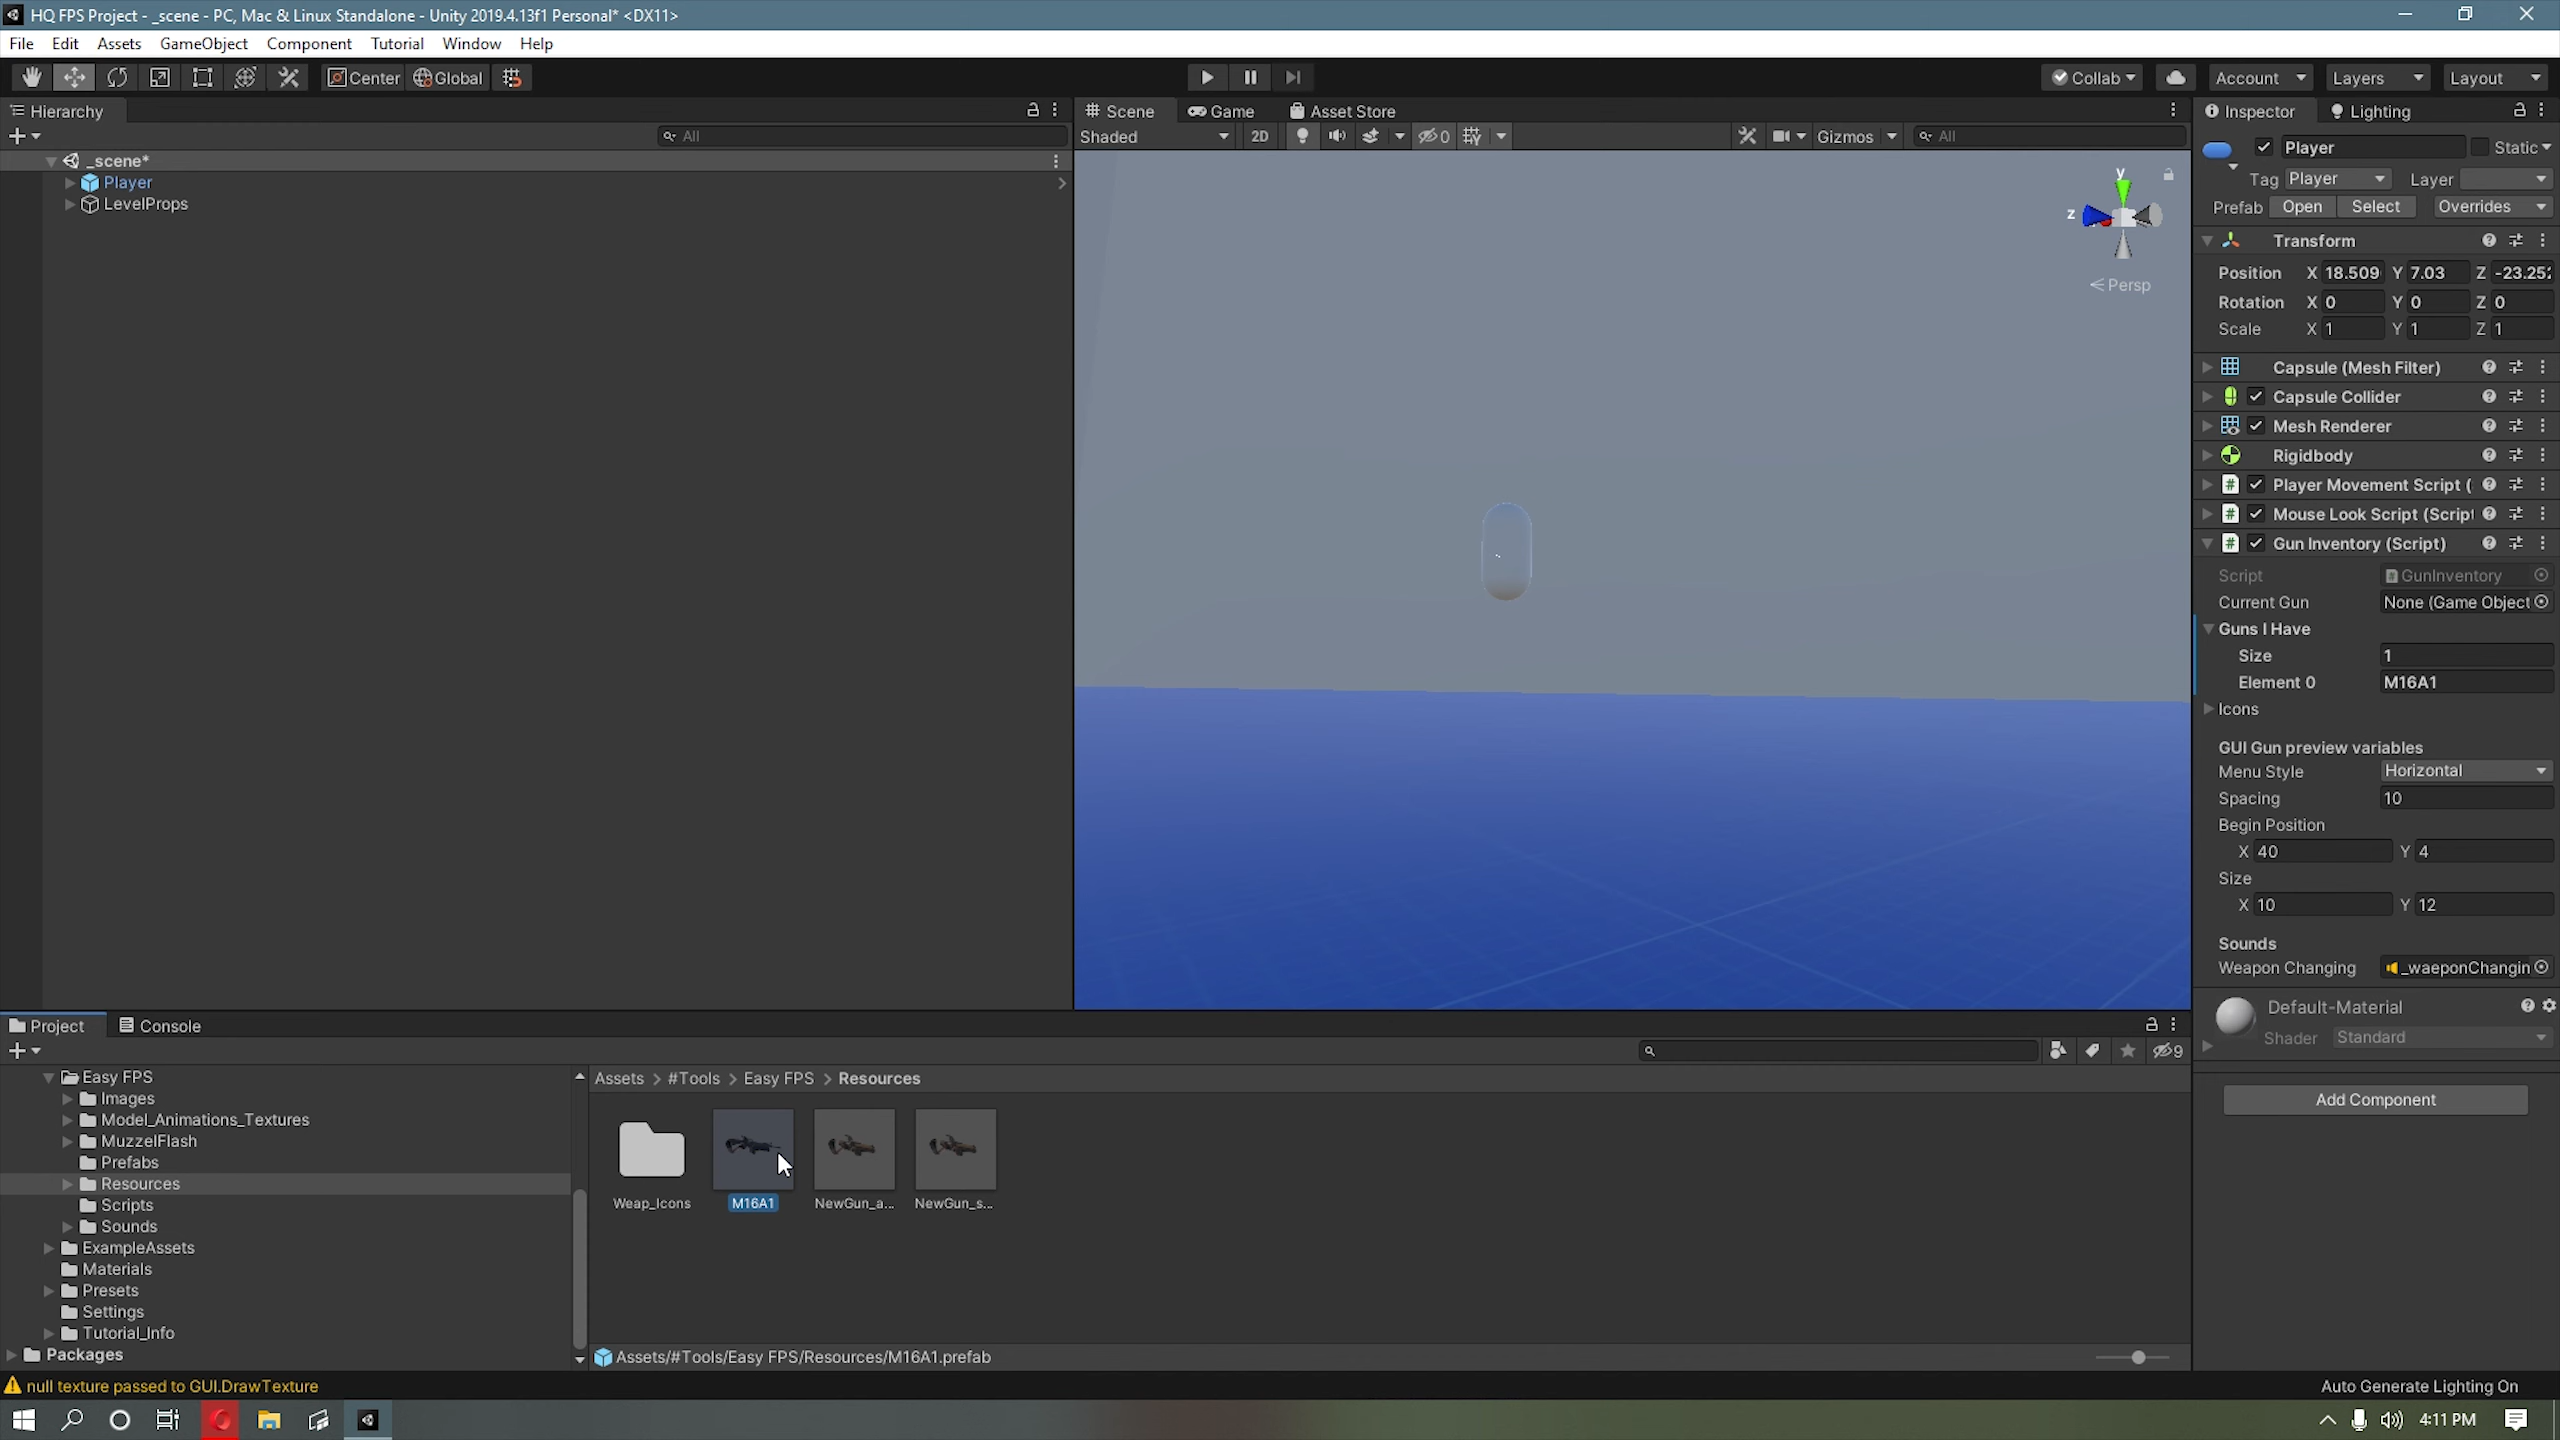 HQ FPS Project - _scene - PC, Mac & Linux Standalone - Unity 2019.4.13f1 Personal* <DX11>
File Edit Assets GameObject Component Tutorial Window Help
Center Global Collab Account Layers Layout
Hierarchy
All
_scene*
Player
LevelProps
Scene Game Asset Store
Shaded 2D 0 Gizmos All
y
z
Persp
Inspector Lighting
Player Static
Tag Player Layer
Prefab Open Select Overrides
Transform
Position X 18.509 Y 7.03 Z -23.25
Rotation X 0 Y 0 Z 0
Scale X 1 Y 1 Z 1
Capsule (Mesh Filter)
Capsule Collider
Mesh Renderer
Rigidbody
Player Movement Script (
Mouse Look Script (Script
Gun Inventory (Script)
Script GunInventory
Current Gun None (Game Object
Guns I Have
Size 1
Element 0 M16A1
Icons
GUI Gun preview variables
Menu Style Horizontal
Spacing 10
Begin Position
X 40 Y 4
Size
X 10 Y 12
Sounds
Weapon Changing _waeponChangin
Default-Material
Shader Standard
Add Component
Project Console
9
Easy FPS
Images
Model_Animations_Textures
MuzzelFlash
Prefabs
Resources
Scripts
Sounds
ExampleAssets
Materials
Presets
Settings
Tutorial_Info
Packages
Assets > #Tools > Easy FPS > Resources
Weap_Icons M16A1 NewGun_a... NewGun_s...
Assets/#Tools/Easy FPS/Resources/M16A1.prefab
null texture passed to GUI.DrawTexture
Auto Generate Lighting On
4:11 PM